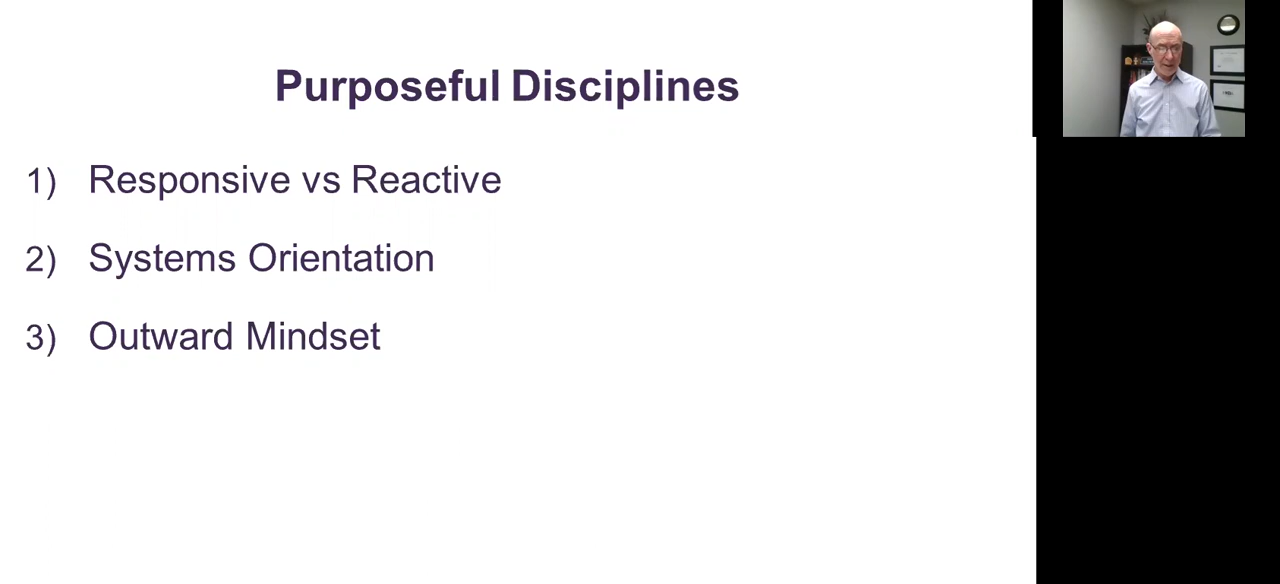 Purposeful Disciplines
1) Responsive vs Reactive
2) Systems Orientation
3) Outward Mindset